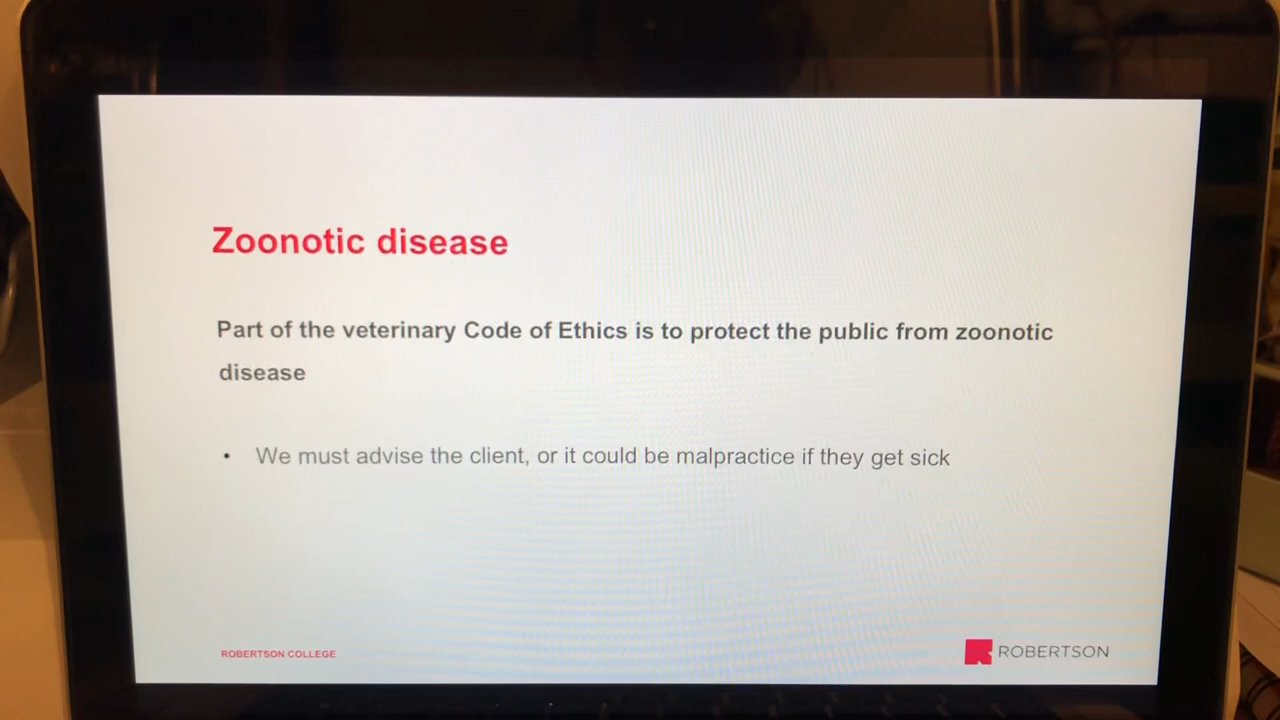 Zoonotic disease
Part of the veterinary Code of Ethics is to protect the public from zoonotic
disease
• We must advise the client, or it could be malpractice if they get sick
ROBERTSON COLLEGE
ROBERTSON